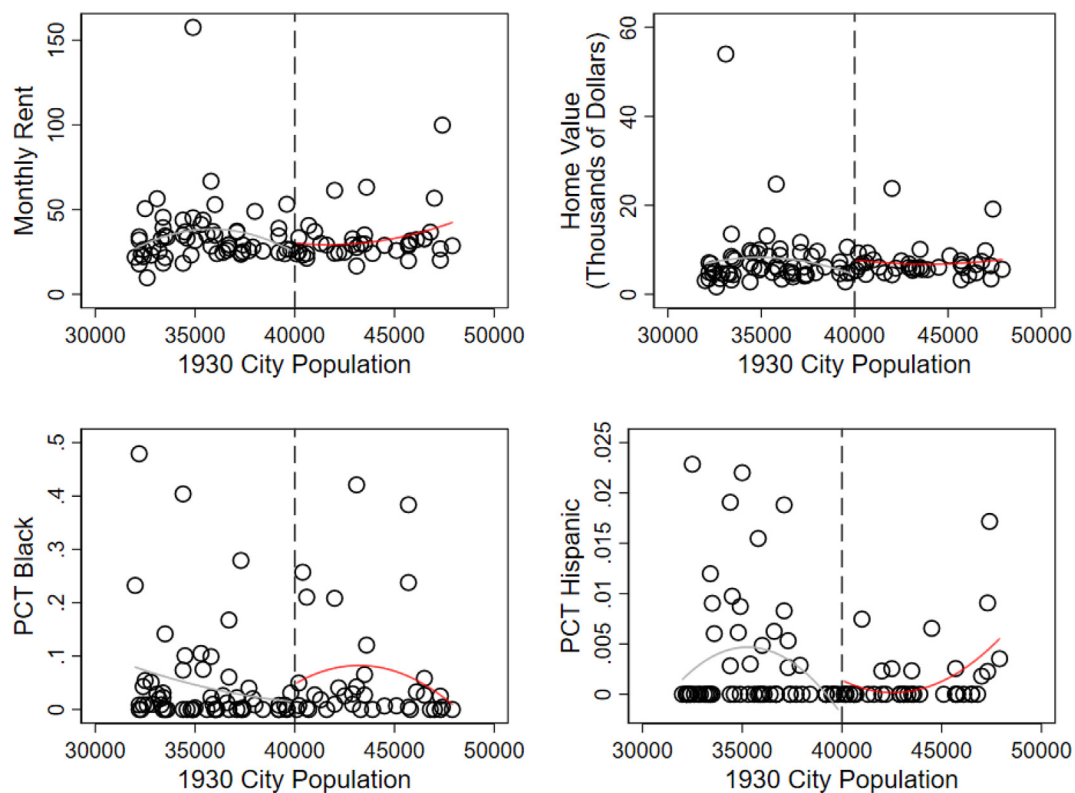 Monthly Rent
150
100
50
0
30000 35000 40000 45000 50000
1930 City Population
Home Value
(Thousands of Dollars)
60
40
20
0
30000 35000 40000 45000 50000
1930 City Population
PCT Black
.5
.4
.3
.2
.1
0
30000 35000 40000 45000 50000
1930 City Population
PCT Hispanic
.025
.02
.015
.01
.005
0
30000 35000 40000 45000 50000
1930 City Population